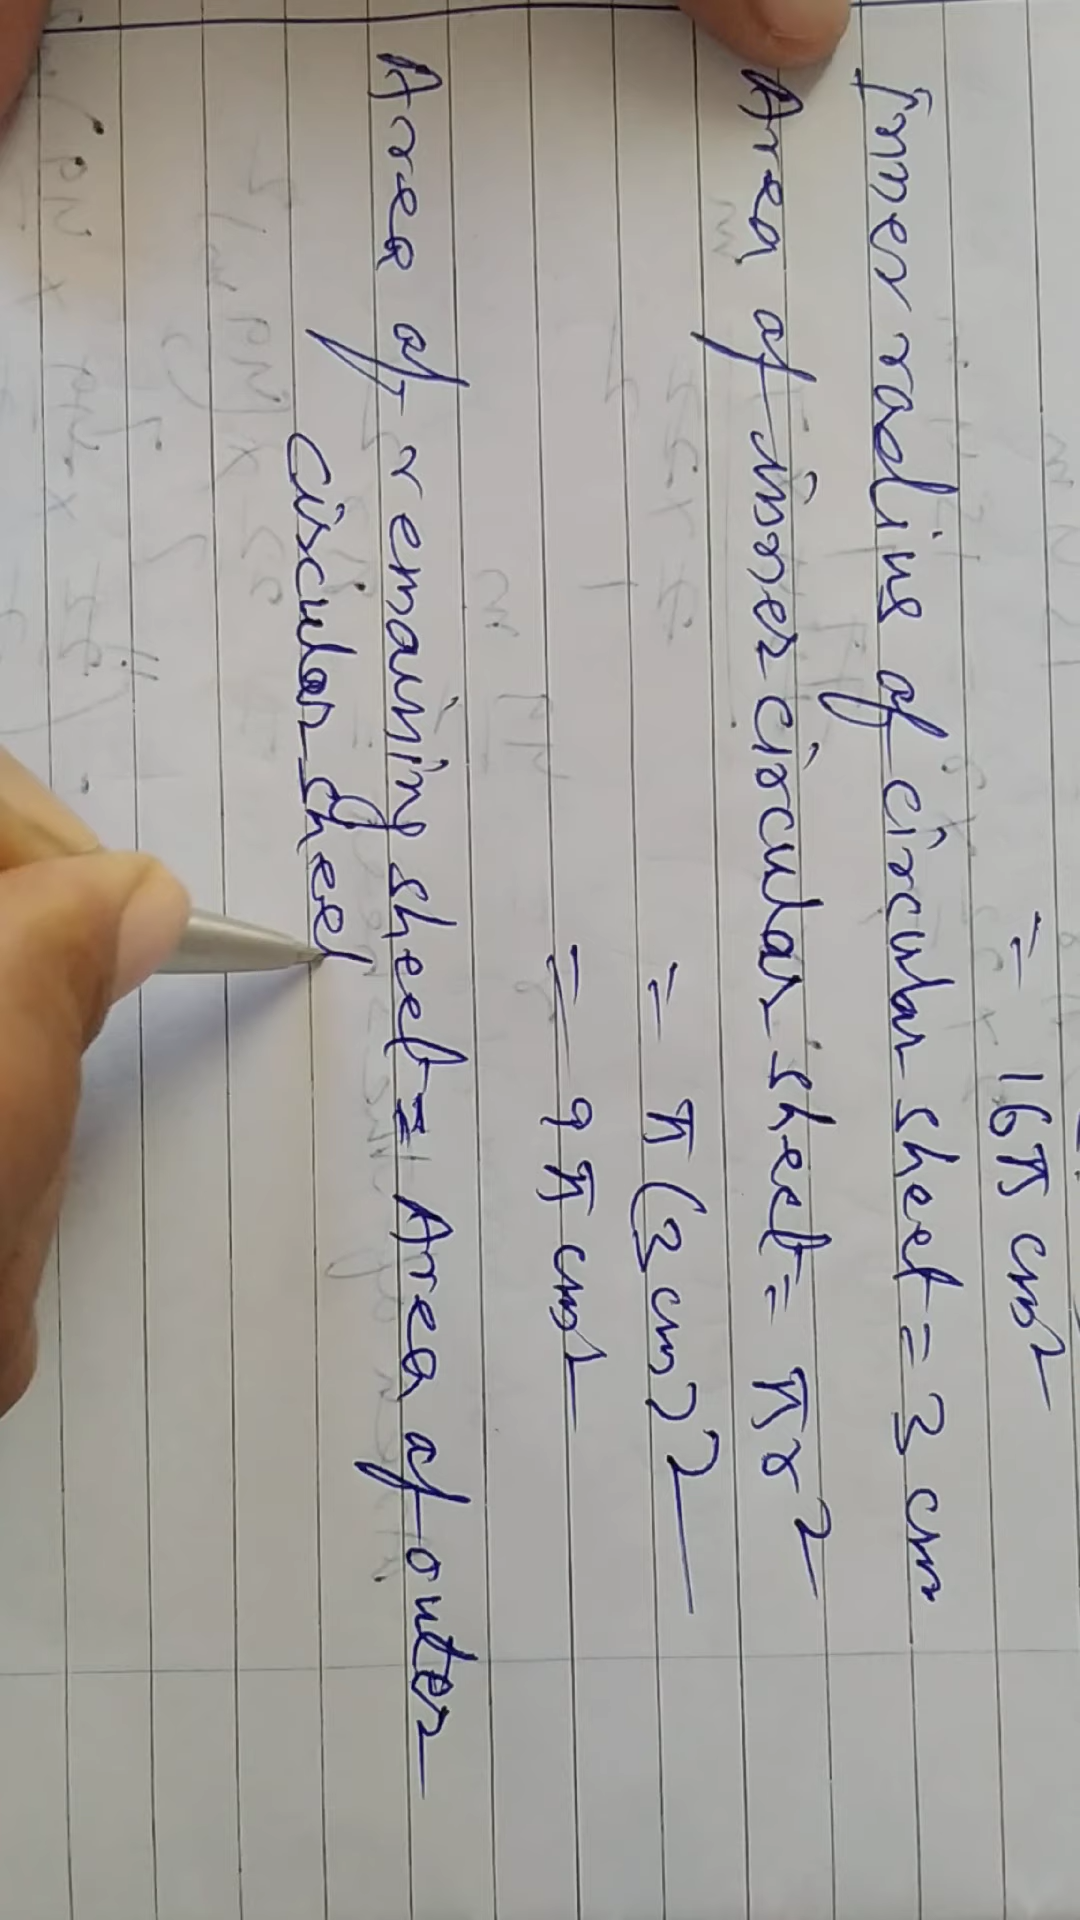 = 16π cm²
Inner radius of circular sheet = 3 cm
Area of inner circular sheet = πr²
= π(3 cm)²
= 9π cm²
Area of remaining sheet = Area of outer
circular sheet